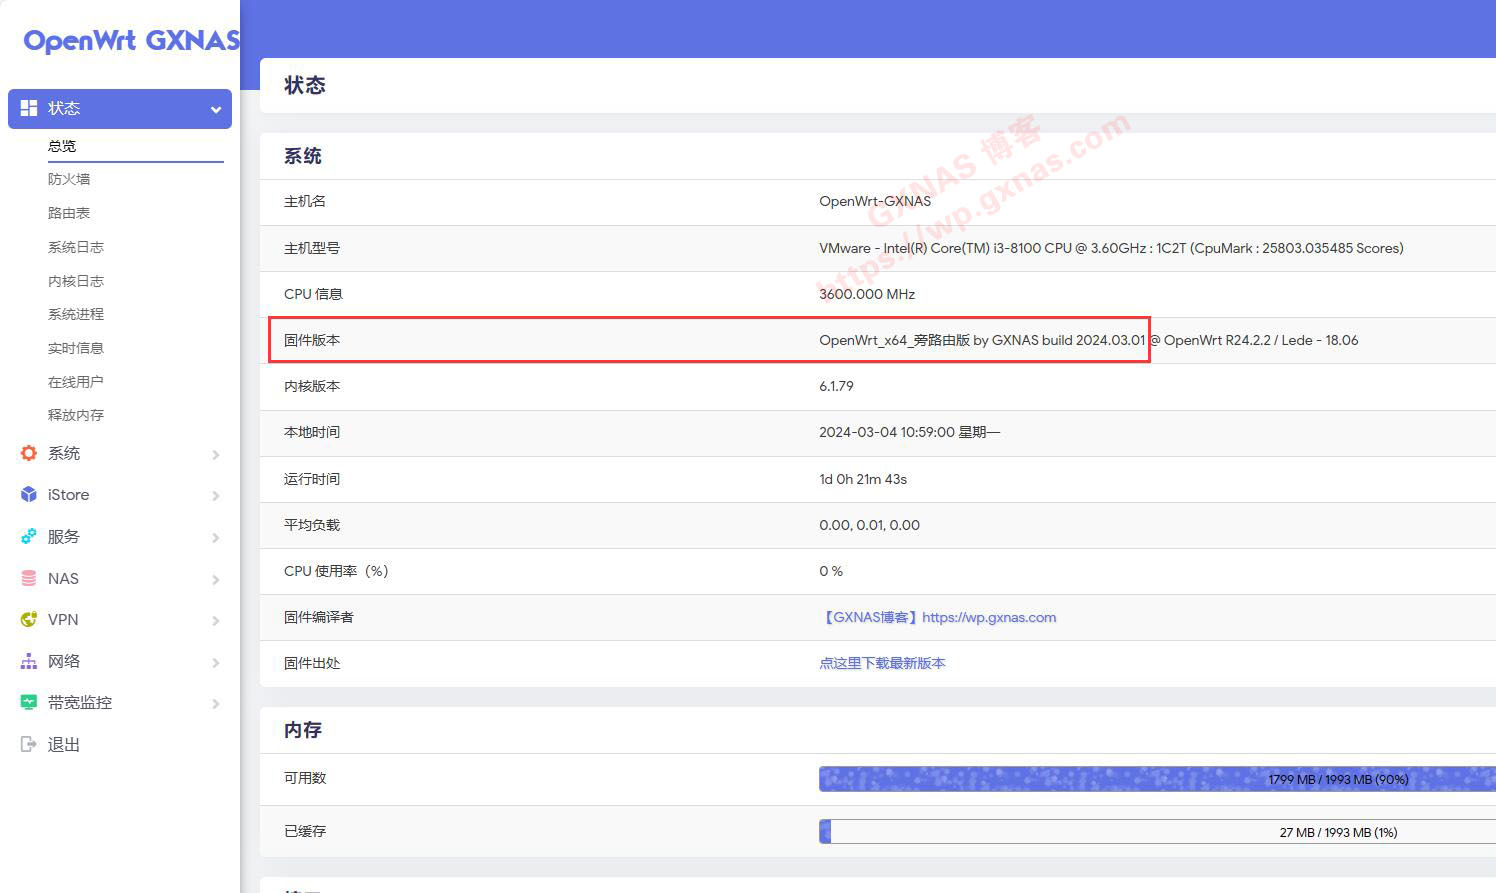 OpenWrt GXNAS
状态
总览
防火墙
路由表
系统日志
内核日志
系统进程
实时信息
在线用户
释放内存
系统
iStore
服务
NAS
VPN
网络
带宽监控
退出
状态
系统
主机名 OpenWrt-GXNAS
主机型号 VMware - Intel(R) Core(TM) i3-8100 CPU @ 3.60GHz : 1C2T (CpuMark : 25803.035485 Scores)
CPU 信息 3600.000 MHz
固件版本 OpenWrt_x64_旁路由版 by GXNAS build 2024.03.01 @ OpenWrt R24.2.2 / Lede - 18.06
内核版本 6.1.79
本地时间 2024-03-04 10:59:00 星期一
运行时间 1d 0h 21m 43s
平均负载 0.00, 0.01, 0.00
CPU 使用率（%） 0 %
固件编译者 【GXNAS博客】https://wp.gxnas.com
固件出处 点这里下载最新版本
内存
可用数 1799 MB / 1993 MB (90%)
已缓存 27 MB / 1993 MB (1%)
GXNAS 博客
https://wp.gxnas.com